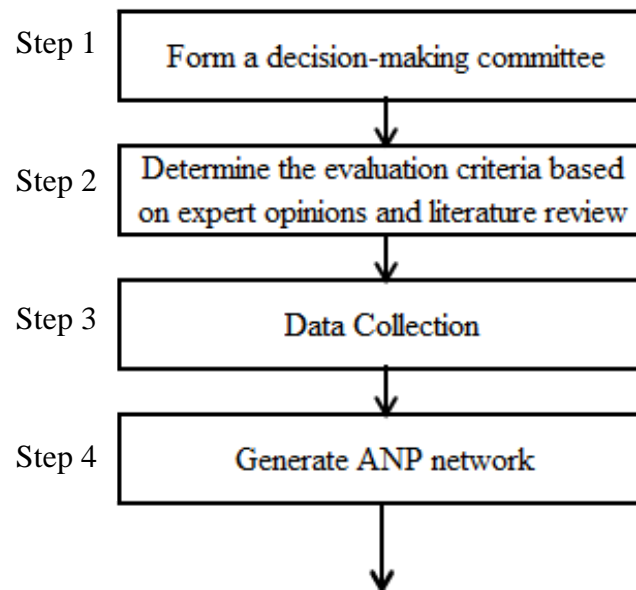 Step 1
Form a decision-making committee
Step 2
Determine the evaluation criteria based
on expert opinions and literature review
Step 3
Data Collection
Step 4
Generate ANP network